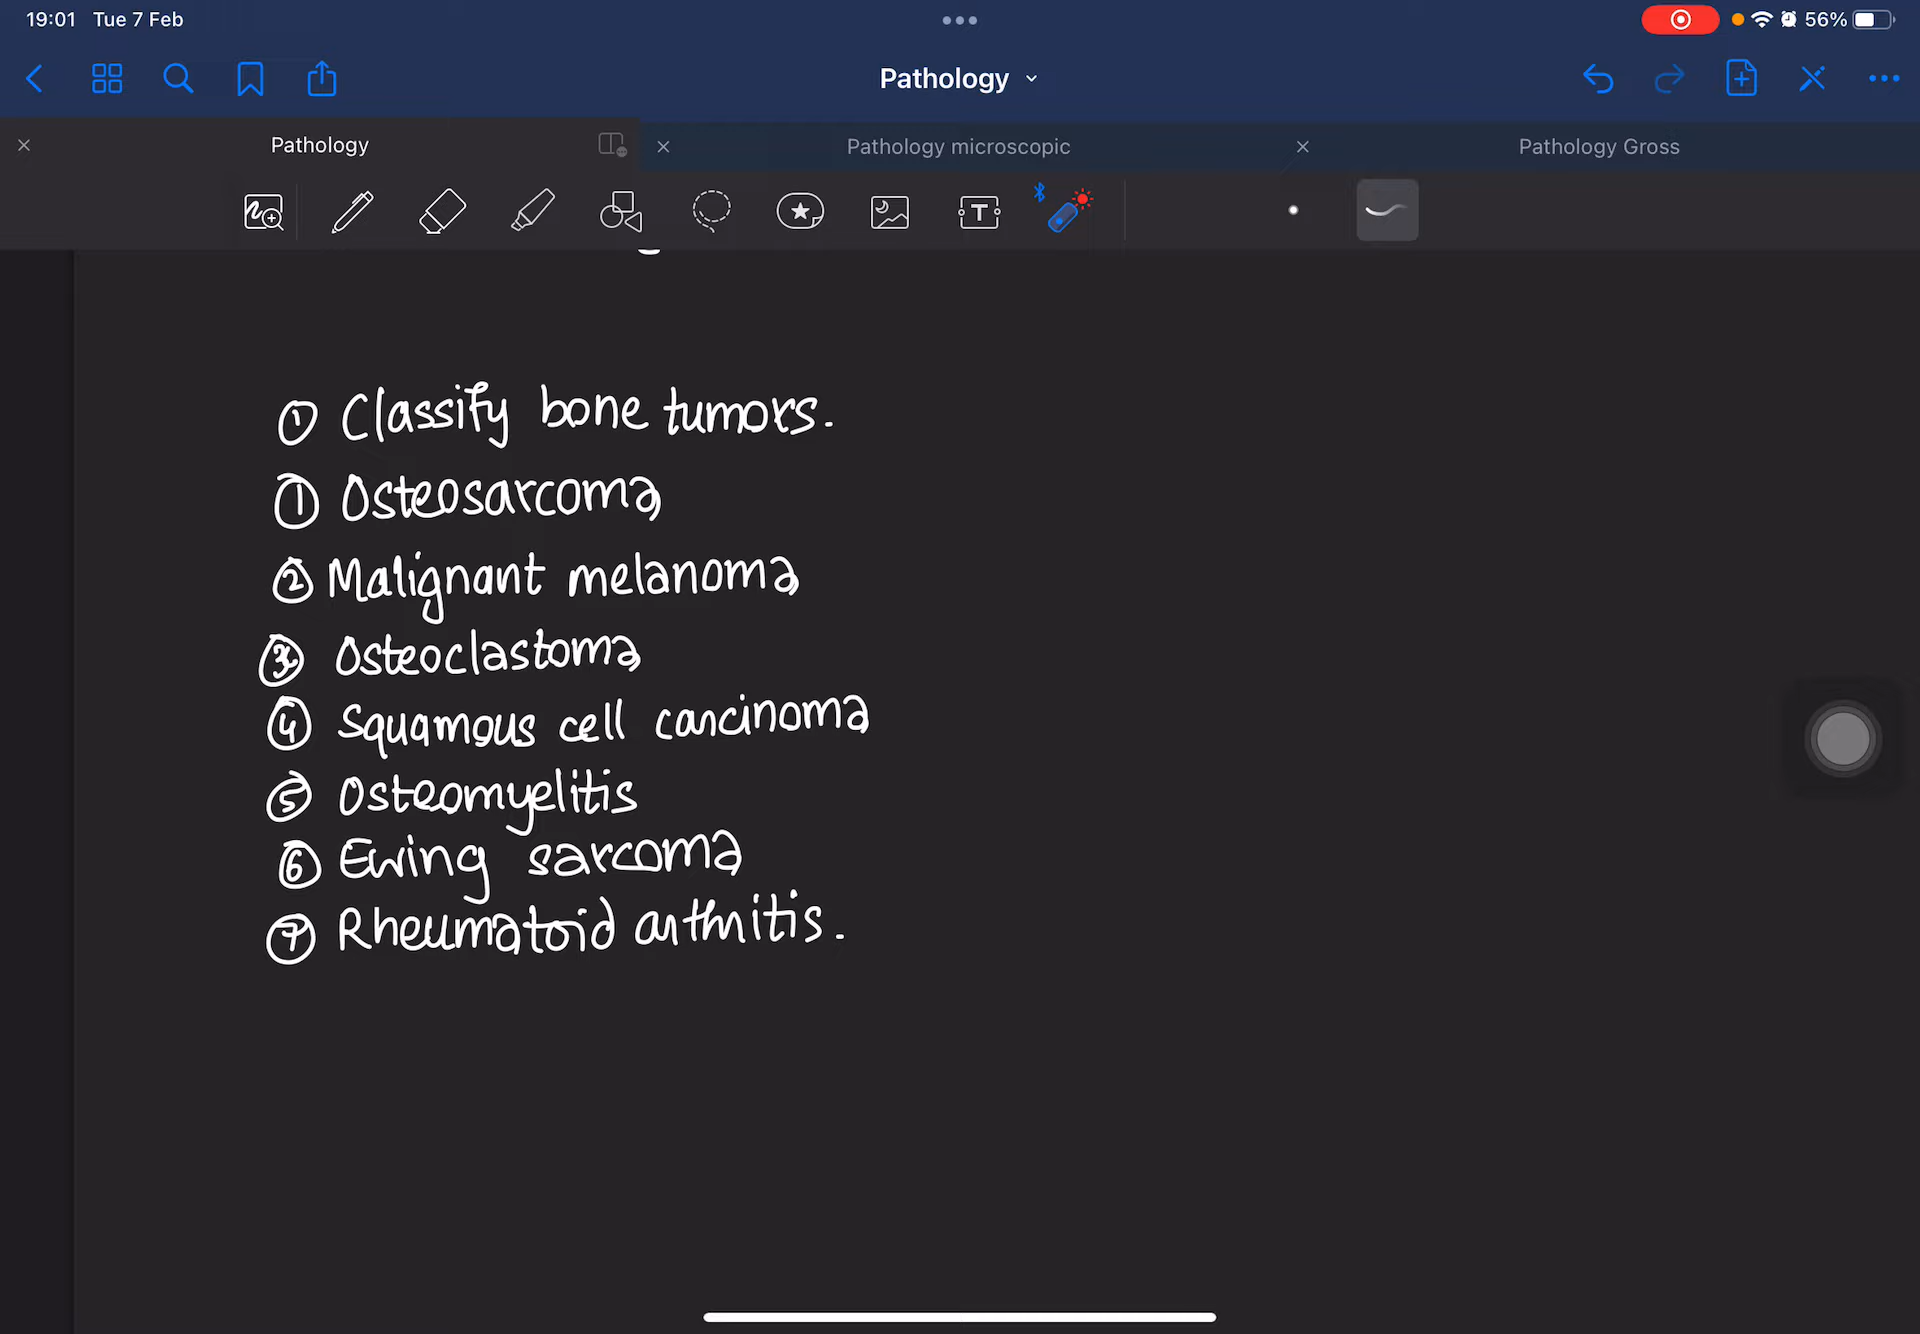 19:01 Tue 7 Feb
56%
Pathology
Pathology
Pathology microscopic
Pathology Gross
T
① Classify bone tumors.
① Osteosarcoma
② Malignant melanoma
③ Osteoclastoma
④ Squamous cell carcinoma
⑤ Osteomyelitis
⑥ Ewing sarcoma
⑦ Rheumatoid arthritis.